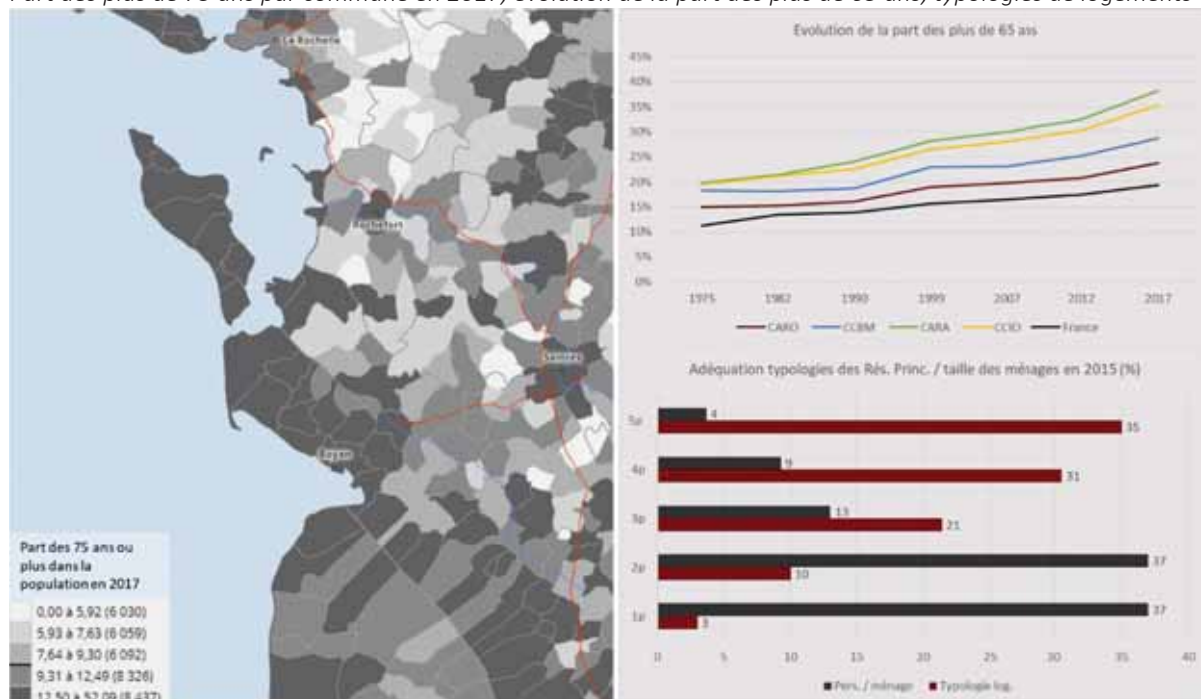 Part des plus de 75 ans par commune en 2017, évolution de la part des plus de 65 ans, typologies de logements
La Rochelle
Rochefort
Saintes
Royan
Part des 75 ans ou
plus dans la
population en 2017
0,00 à 5,92 (6 030)
5,93 à 7,63 (6 059)
7,64 à 9,30 (6 092)
9,31 à 12,49 (8 326)
12,50 à 52,09 (8 437)
Evolution de la part des plus de 65 ans
45%
40%
35%
30%
25%
20%
15%
10%
5%
0%
1975 1982 1990 1999 2007 2012 2017
CARO CCBM CARA CCIO France
Adéquation typologies des Rés. Princ. / taille des ménages en 2015 (%)
5p 4
35
4p 9
31
3p 13
21
2p 37
10
1p 37
3
0 5 10 15 20 25 30 35 40
Pers. / ménage Typologie log.